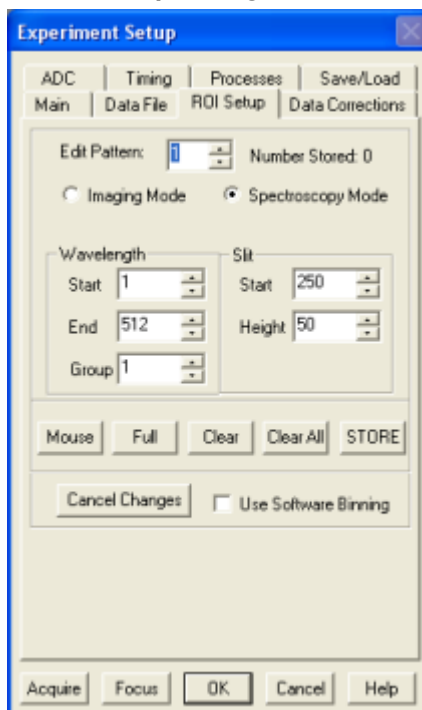 Experiment Setup
ADC Timing Processes Save/Load
Main Data File ROI Setup Data Corrections
Edit Pattern: 1 Number Stored: 0
Imaging Mode Spectroscopy Mode
Wavelength Slit
Start 1 Start 250
End 512 Height 50
Group 1
Mouse Full Clear Clear All STORE
Cancel Changes Use Software Binning
Acquire Focus OK Cancel Help